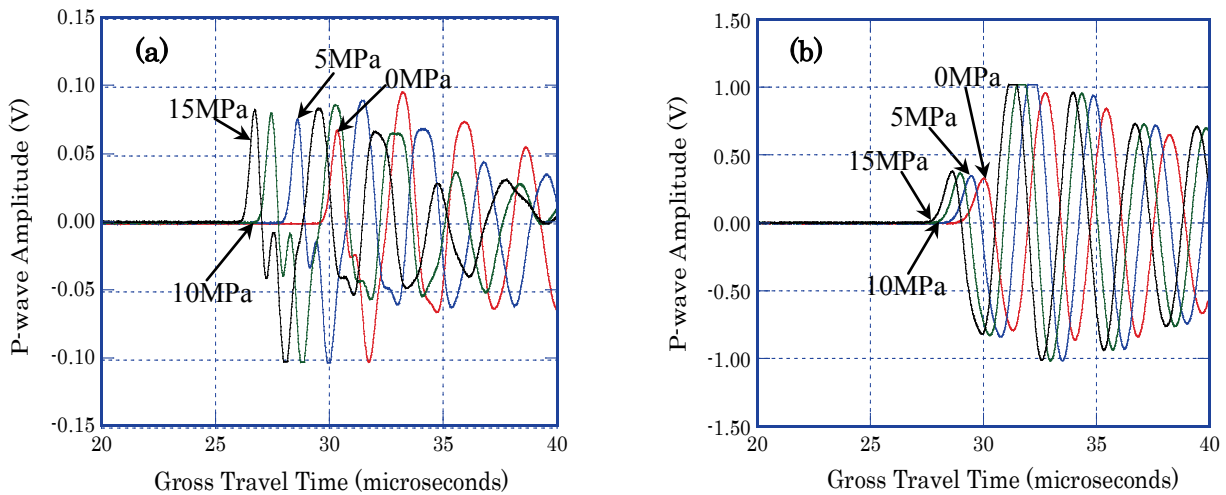 (a)
P-wave Amplitude (V)
0.15
0.10
0.05
0.00
-0.05
-0.10
-0.15
15MPa
5MPa
0MPa
10MPa
20 25 30 35 40
Gross Travel Time (microseconds)
(b)
P-wave Amplitude (V)
1.50
1.00
0.50
0.00
-0.50
-1.00
-1.50
0MPa
5MPa
15MPa
10MPa
20 25 30 35 40
Gross Travel Time (microseconds)